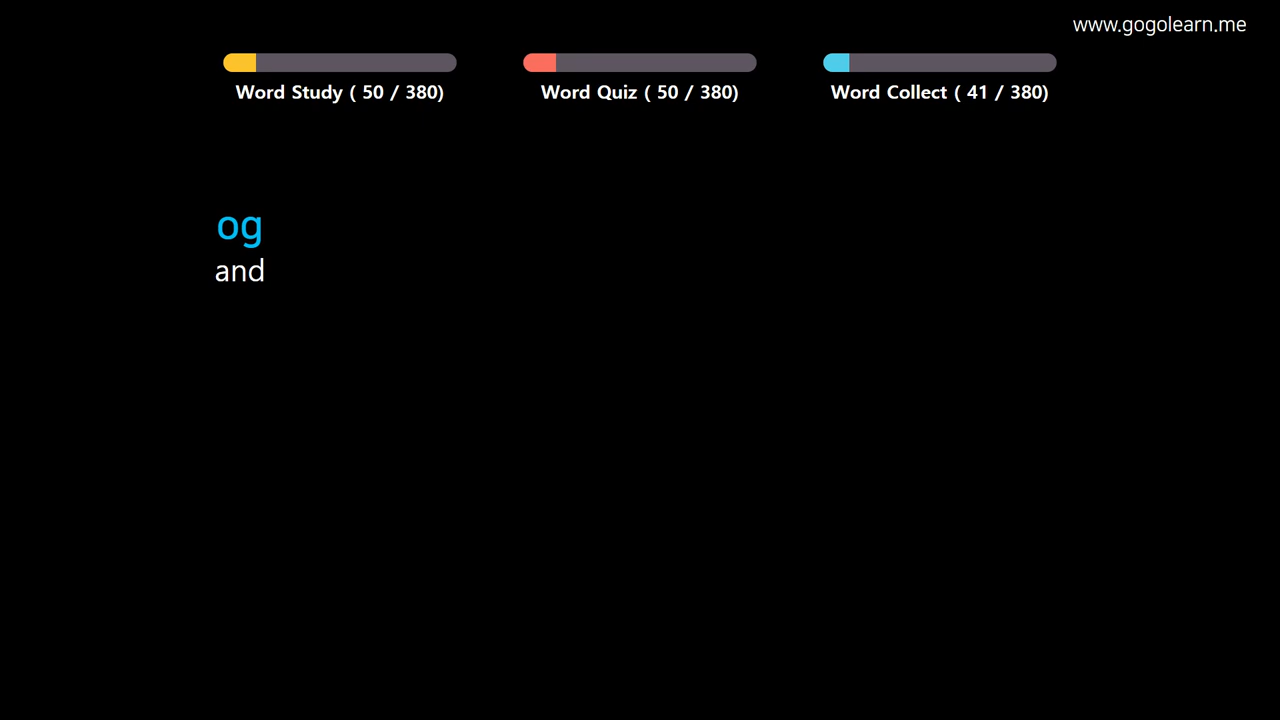 www.gogolearn.me
Word Study ( 50 / 380)
Word Quiz ( 50 / 380)
Word Collect ( 41 / 380)
og
and